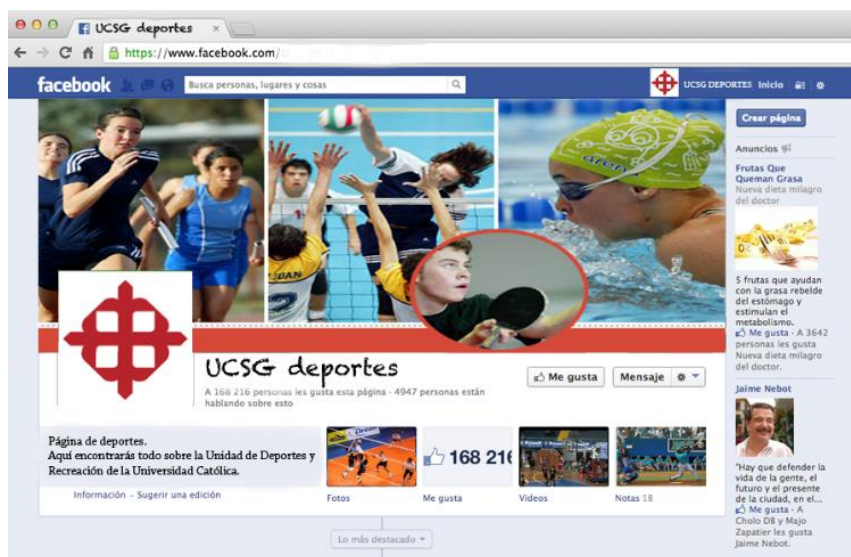 UCSG deportes
https://www.facebook.com/
facebook
Busca personas, lugares y cosas
UCSG DEPORTES Inicio
Crear página
Anuncios
Frutas Que
Queman Grasa
Nueva dieta milagro
del doctor
5 frutas que ayudan
con la grasa rebelde
del estómago y
estimulan el
metabolismo.
Me gusta · A 3642
personas les gusta
Nueva dieta milagro
del doctor.
Jaime Nebot
"Hay que defender la
vida de la gente, el
futuro y el presente
de la ciudad, en el...
Me gusta · A
Cholo DB y Majo
Zapatier les gusta
Jaime Nebot.
arena
UCSG deportes
A 168 216 personas les gusta esta página · 4947 personas están
hablando sobre esto
Me gusta
Mensaje
Página de deportes.
Aquí encontrarás todo sobre la Unidad de Deportes y
Recreación de la Universidad Católica.
Información - Sugerir una edición
168 216
Fotos
Me gusta
Videos
Notas 18
Lo más destacado